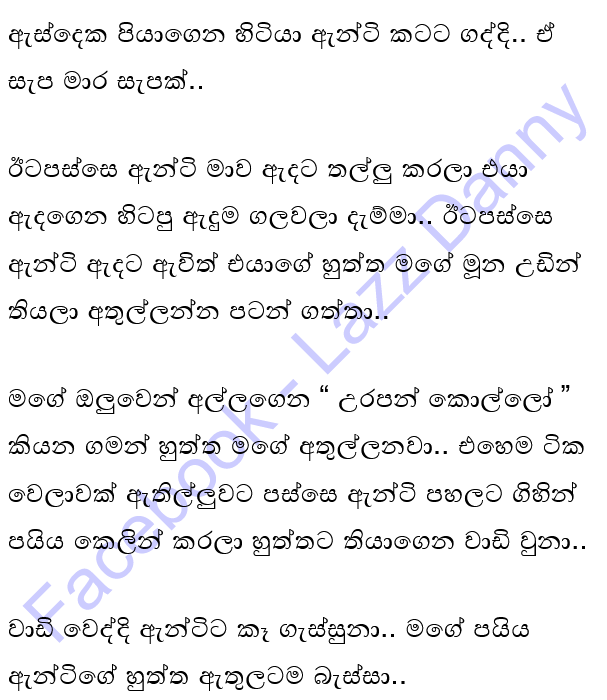 ඇස්දෙක පියාගෙන හිටියා ඇන්ටි කටට ගද්දි.. ඒ
සැප මාර සැපක්..
ඊටපස්සෙ ඇන්ටි මාව ඇදට තල්ලු කරලා එයා
ඇදගෙන හිටපු ඇදුම ගලවලා දැම්මා.. ඊටපස්සෙ
ඇන්ටි ඇදට ඇවිත් එයාගේ හුත්ත මගේ මූන උඩින්
තියලා අතුල්ලන්න පටන් ගත්තා..
මගේ ඔලුවෙන් අල්ලගෙන “ උරපන් කොල්ලෝ ”
කියන ගමන් හුත්ත මගේ අතුල්ලනවා.. එහෙම ටික
වෙලාවක් ඇතිල්ලුවට පස්සෙ ඇන්ටි පහලට ගිහින්
පයිය කෙලින් කරලා හුත්තට තියාගෙන වාඩි වුනා..
වාඩි වෙද්දි ඇන්ටිට කෑ ගැස්සුනා.. මගේ පයිය
ඇන්ටිගේ හුත්ත ඇතුලටම බැස්සා..
Facebook - Lazz Danny